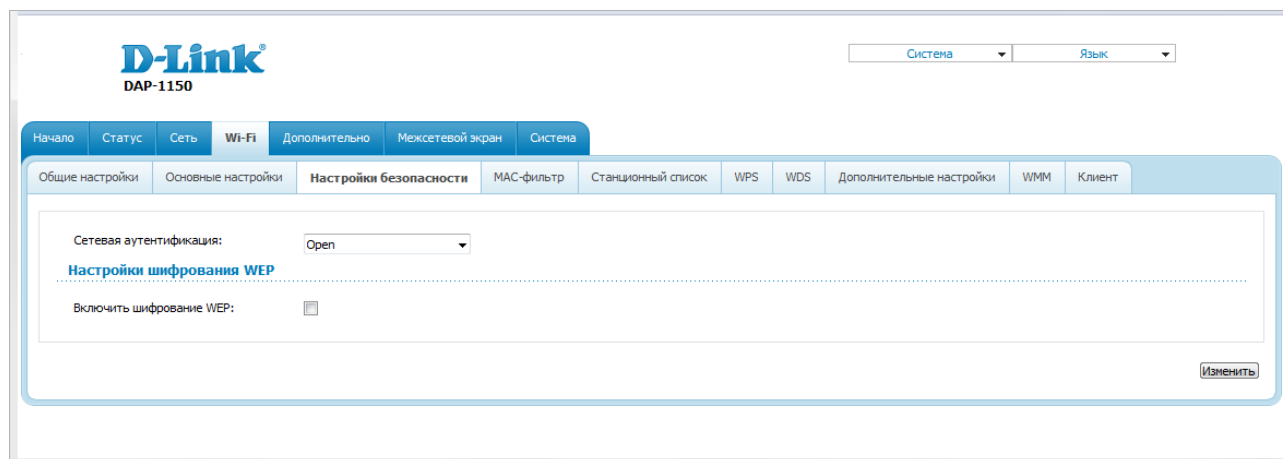 D-Link®
DAP-1150
Система Язык
Начало Статус Сеть Wi-Fi Дополнительно Межсетевой экран Система
Общие настройки Основные настройки Настройки безопасности MAC-фильтр Станционный список WPS WDS Дополнительные настройки WMM Клиент
Сетевая аутентификация: Open
Настройки шифрования WEP
Включить шифрование WEP:
Изменить